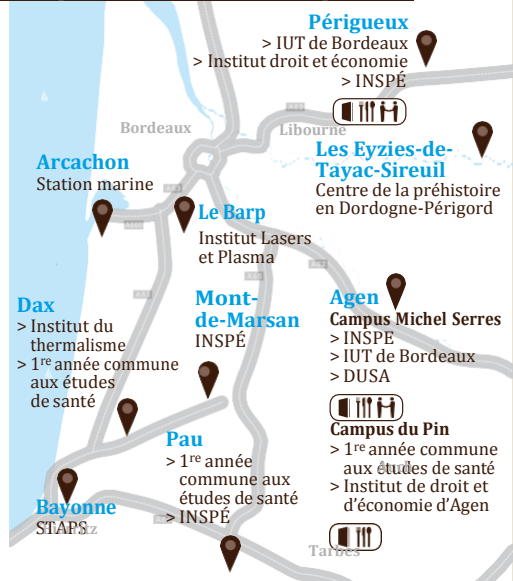 Périgueux
> IUT de Bordeaux
> Institut droit et économie
> INSPÉ
Bordeaux
Libourne
Les Eyzies-de-
Tayac-Sireuil
Centre de la préhistoire
en Dordogne-Périgord
Arcachon
Station marine
Le Barp
Institut Lasers
et Plasma
Mont-
de-Marsan
INSPÉ
Agen
Campus Michel Serres
> INSPE
> IUT de Bordeaux
> DUSA
Campus du Pin
> 1re année commune
aux études de santé
> Institut de droit et
d’économie d’Agen
Dax
> Institut du
thermalisme
> 1re année commune
aux études
de santé
Pau
> 1re année
commune aux
études de santé
> INSPÉ
Bayonne
STAPS
Tarbes